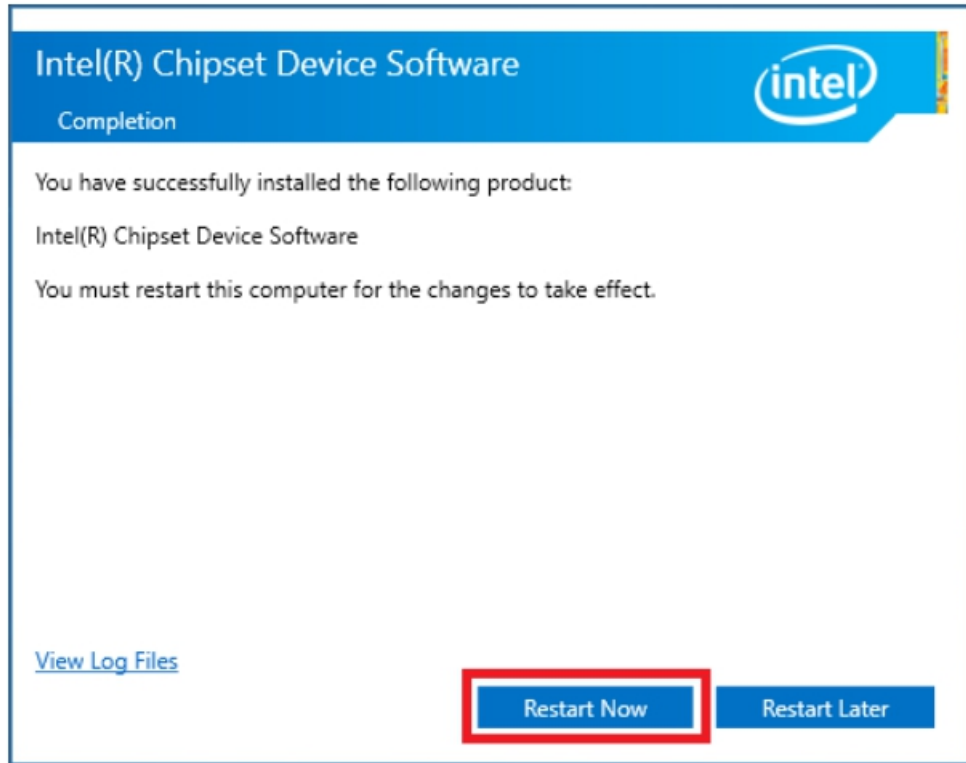 Intel(R) Chipset Device Software
intel
Completion
You have successfully installed the following product:
Intel(R) Chipset Device Software
You must restart this computer for the changes to take effect.
View Log Files
Restart Now
Restart Later